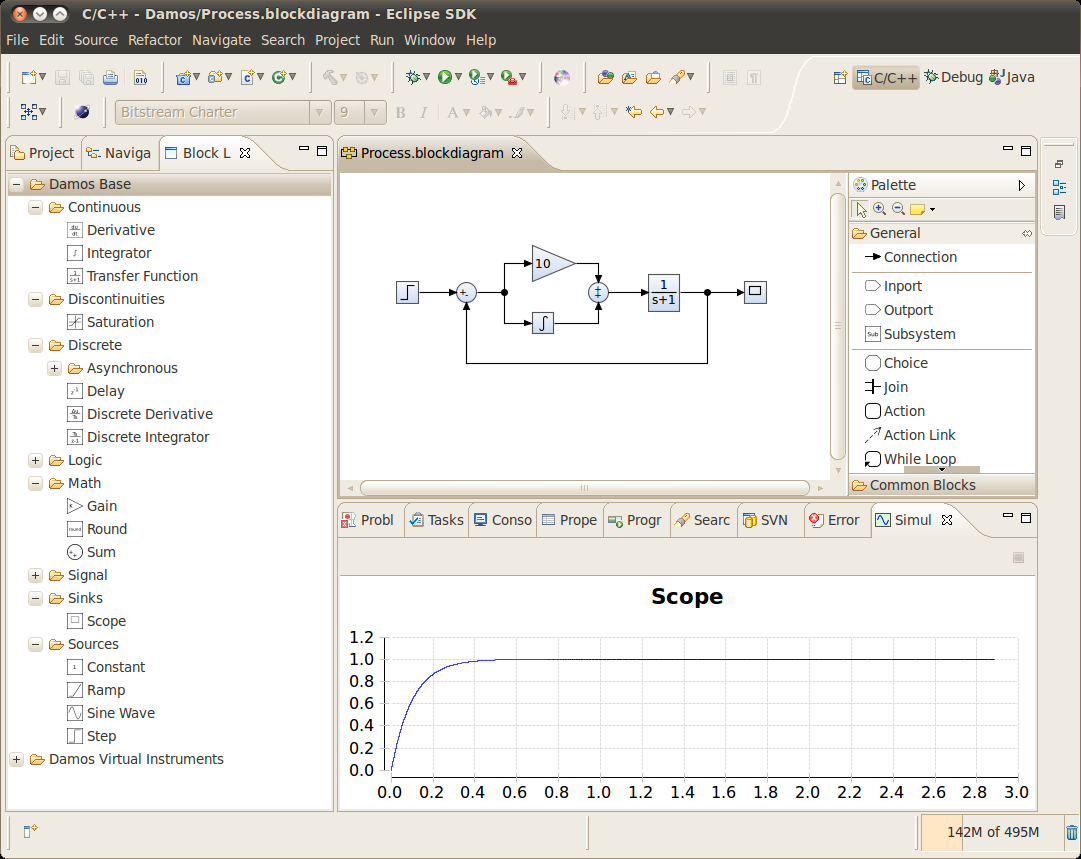 C/C++ - Damos/Process.blockdiagram - Eclipse SDK
File Edit Source Refactor Navigate Search Project Run Window Help
C/C++ Debug Java
Bitstream Charter 9 B I A
Project Naviga Block L
Damos Base
Continuous
Derivative
Integrator
Transfer Function
Discontinuities
Saturation
Discrete
Asynchronous
Delay
Discrete Derivative
Discrete Integrator
Logic
Math
Gain
Round
Sum
Signal
Sinks
Scope
Sources
Constant
Ramp
Sine Wave
Step
Damos Virtual Instruments
Process.blockdiagram
10
+-
∫
1
s+1
Palette
General
Connection
Inport
Outport
Sub Subsystem
Choice
Join
Action
Action Link
While Loop
Common Blocks
Probl Tasks Conso Prope Progr Searc SVN Error Simul
Scope
1.2
1.0
0.8
0.6
0.4
0.2
0.0
0.0 0.2 0.4 0.6 0.8 1.0 1.2 1.4 1.6 1.8 2.0 2.2 2.4 2.6 2.8 3.0
142M of 495M